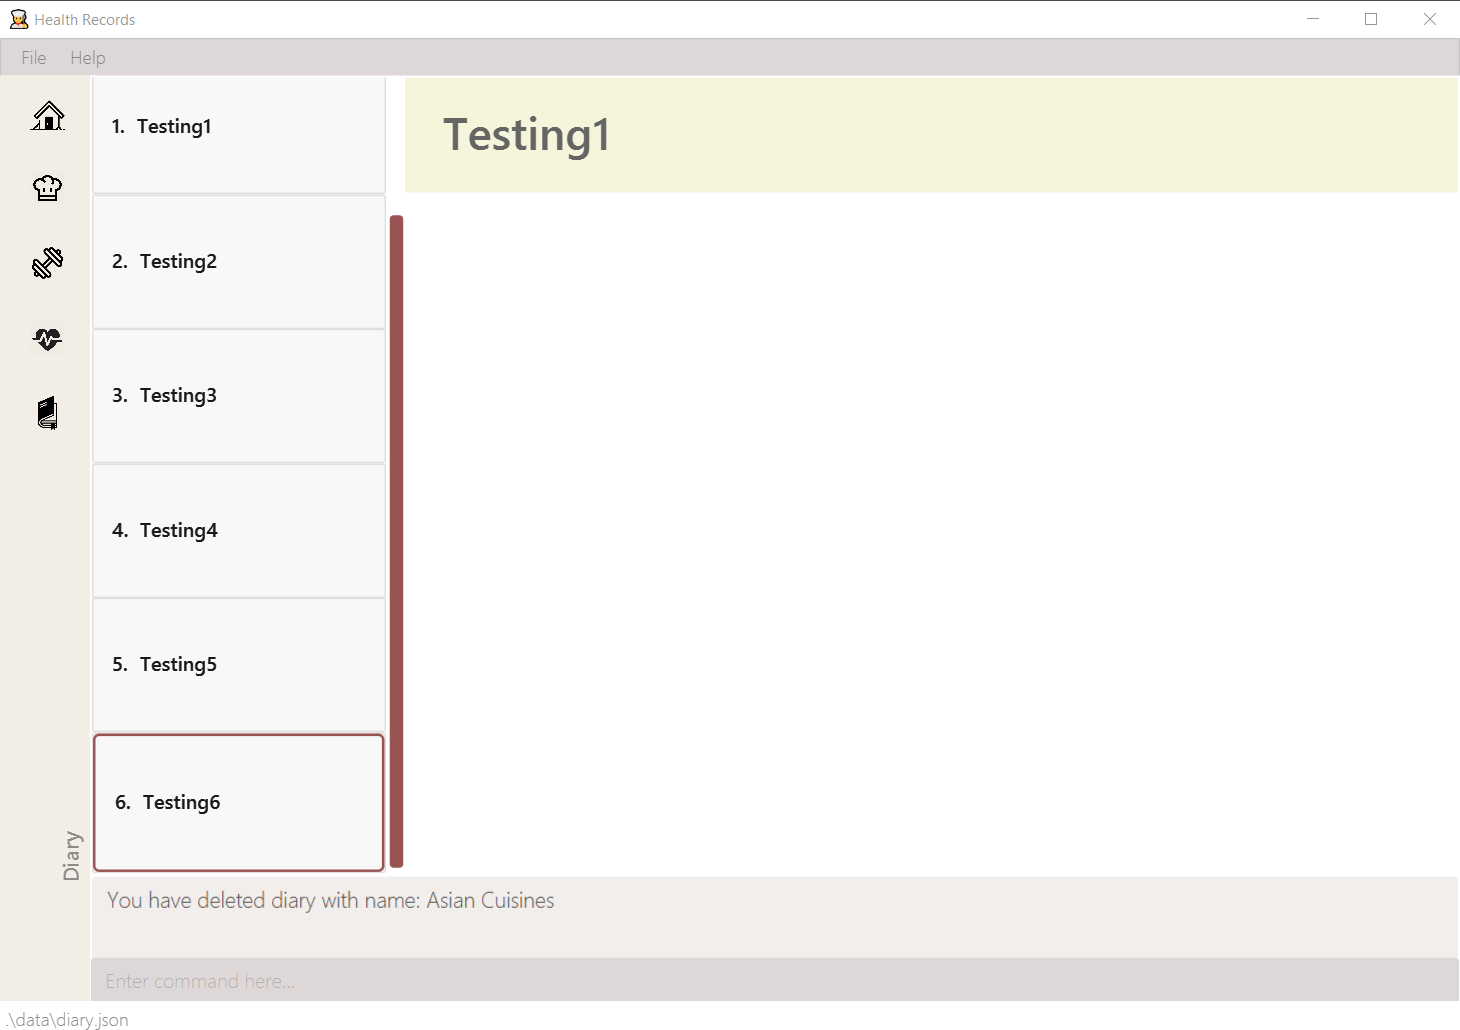 Health Records
File Help
1. Testing1
2. Testing2
3. Testing3
4. Testing4
5. Testing5
6. Testing6
Testing1
Diary
You have deleted diary with name: Asian Cuisines
Enter command here...
.\data\diary.json